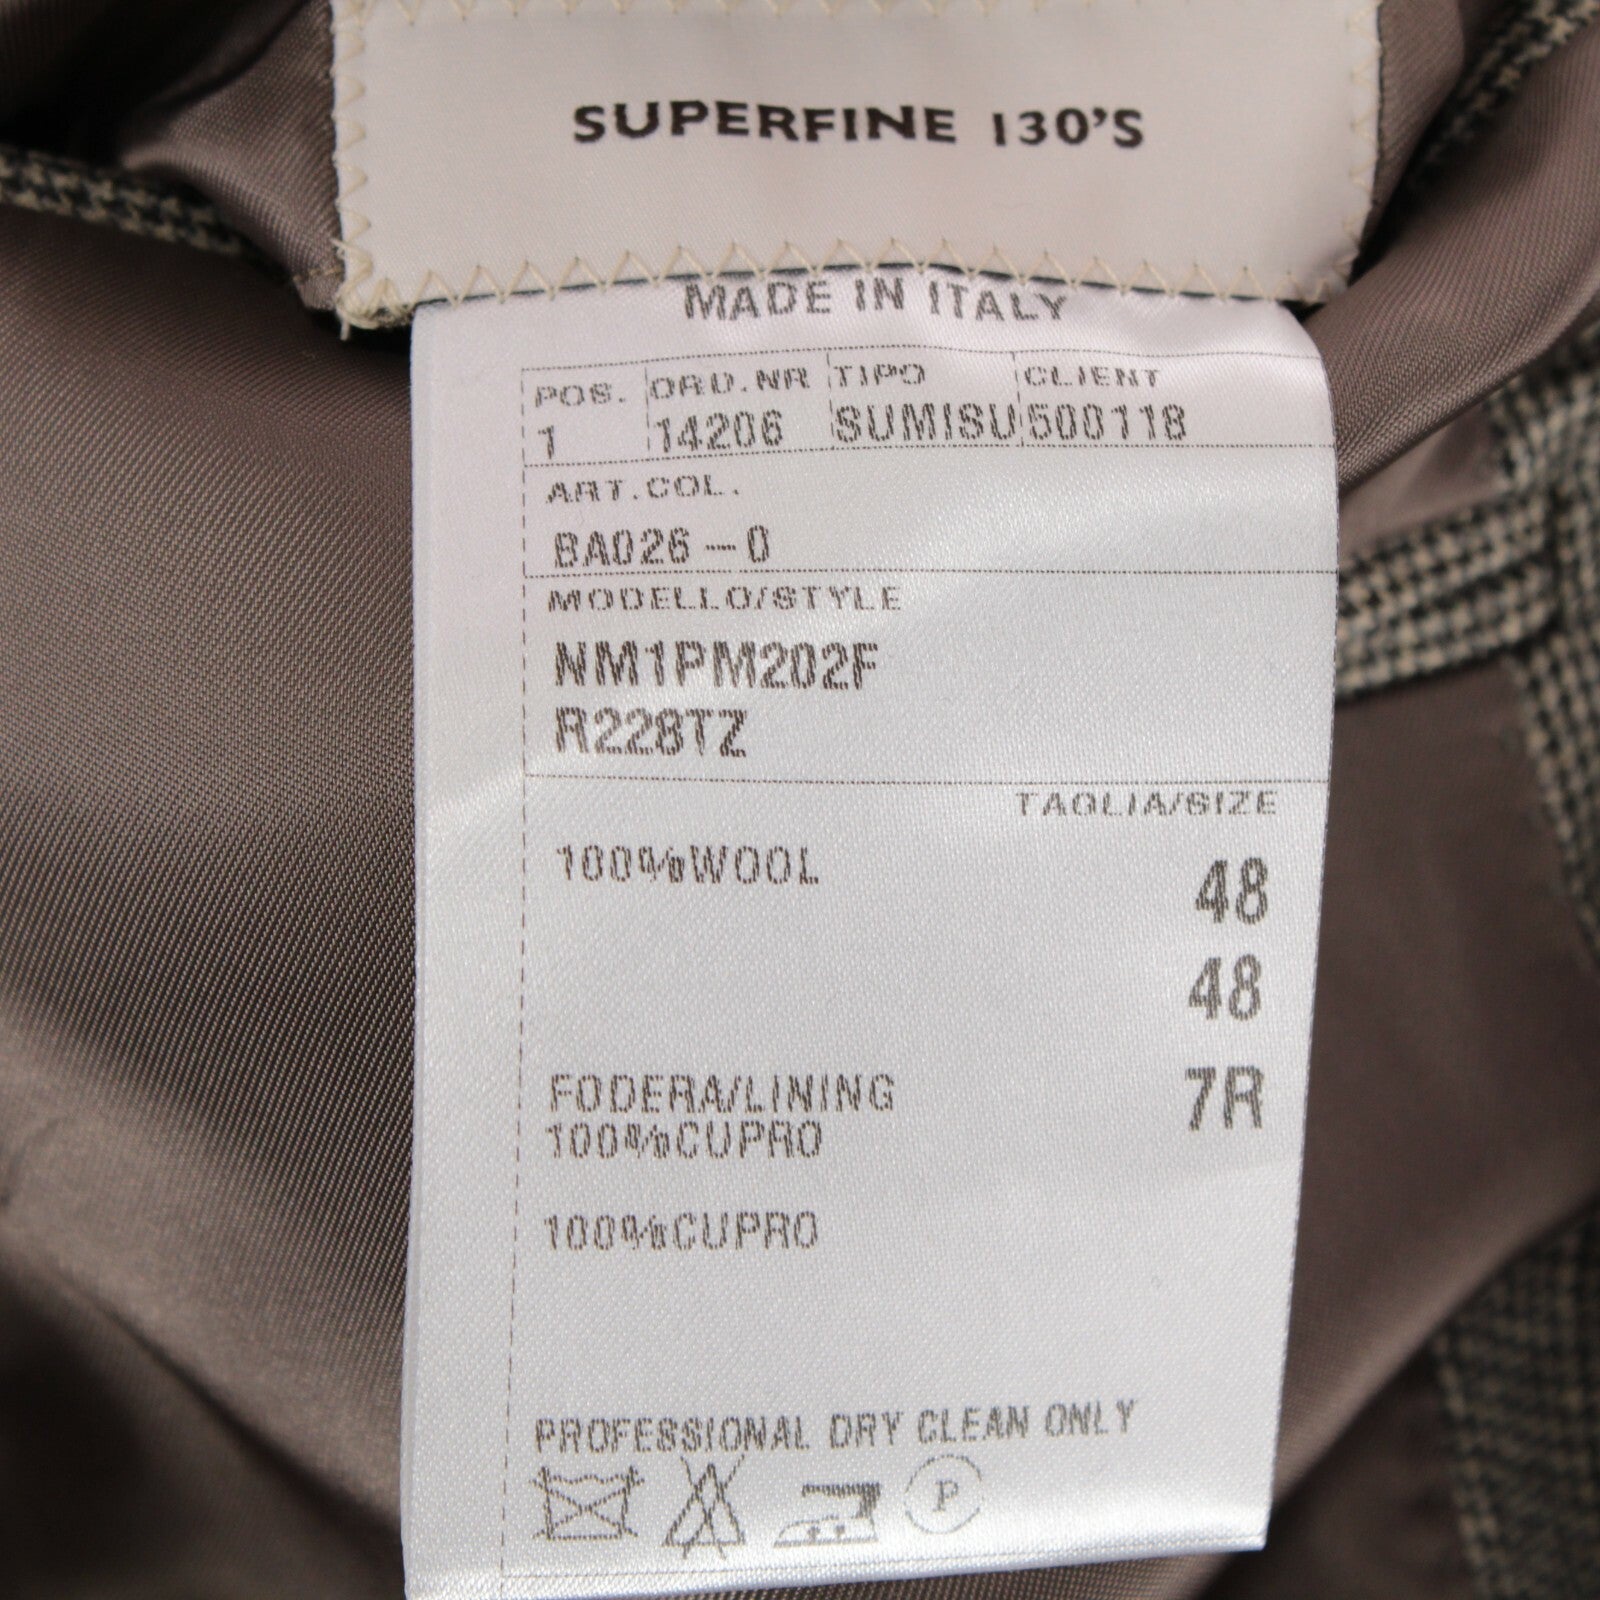 SUPERFINE 130'S
MADE IN ITALY
POS. ORD.NR TIPO CLIENT
1 14206 SUMISU 500118
ART.COL.
BA026-0
MODELLO/STYLE
NM1PM202F
R228TZ
TAGLIA/SIZE
100%WOOL 48
48
FODERA/LINING 7R
100%CUPRO
100%CUPRO
PROFESSIONAL DRY CLEAN ONLY
P